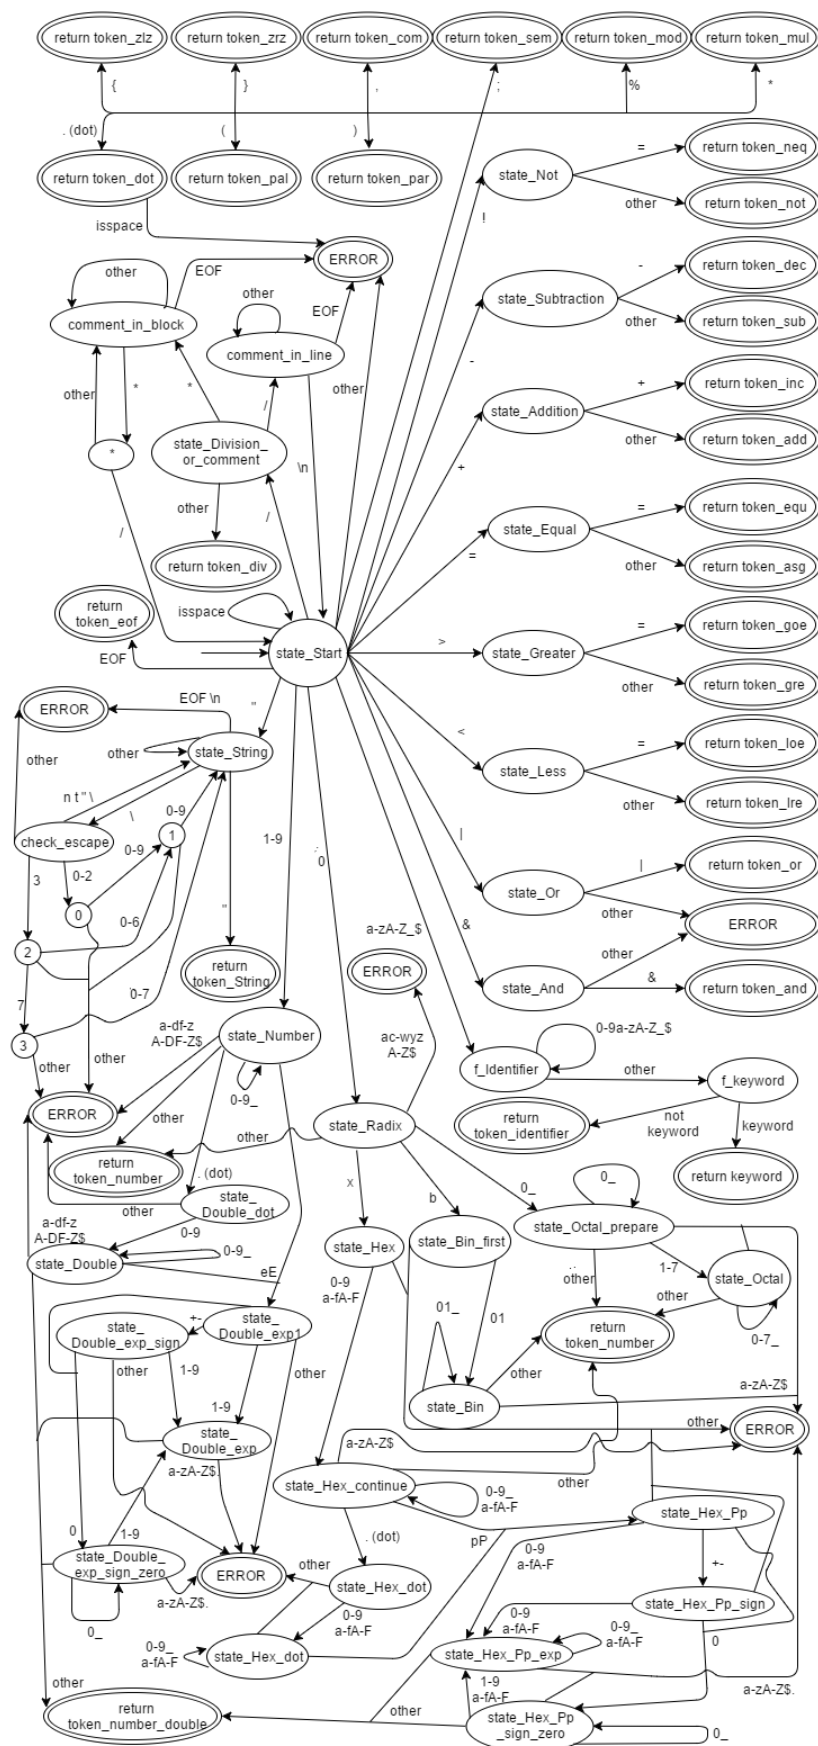 return token_zlz
return token_zrz
return token_com
return token_sem
return token_mod
return token_mul
{
}
,
;
%
*
. (dot)
(
)
return token_dot
return token_pal
return token_par
isspace
ERROR
!
state_Not
=
return token_neq
other
return token_not
other
EOF
comment_in_block
other
EOF
comment_in_line
other
other
*
*
/
state_Division_
or_comment
*
\n
/
other
/
return token_div
-
state_Subtraction
-
return token_dec
other
return token_sub
+
state_Addition
+
return token_inc
other
return token_add
=
state_Equal
=
return token_equ
other
return token_asg
return
token_eof
EOF
isspace
state_Start
>
state_Greater
=
return token_goe
other
return token_gre
<
state_Less
=
return token_loe
other
return token_lre
|
state_Or
|
return token_or
other
ERROR
&
state_And
other
&
return token_and
ERROR
EOF \n
"
other
state_String
other
n t " \
\
check_escape
0-9
1
0-9
3
0-2
0
0-6
2
7
0-7
3
other
other
"
return
token_String
1-9
0
a-zA-Z_$
ERROR
ac-wyz
A-Z$
f_Identifier
0-9a-zA-Z_$
other
f_keyword
not
keyword
return
token_identifier
keyword
return keyword
a-df-z
A-DF-Z$
state_Number
0-9_
ERROR
other
return
token_number
other
state_Radix
. (dot)
other
state_
Double_dot
0-9
a-df-z
A-DF-Z$
state_Double
0-9_
eE
x
b
0_
0_
state_Octal_prepare
state_Hex
state_Bin_first
1-7
state_Octal
other
other
0-7_
return
token_number
0-9
a-fA-F
01_
01
other
state_Bin
a-zA-Z$
state_
Double_exp_sign
+-
state_
Double_exp1
other
1-9
1-9
other
state_
Double_exp
a-zA-Z$.
0
1-9
state_Double_
exp_sign_zero
0_
a-zA-Z$.
ERROR
a-zA-Z$
other
ERROR
state_Hex_continue
other
0-9_
a-fA-F
. (dot)
pP
state_Hex_Pp
0-9
a-fA-F
+-
other
state_Hex_dot
0-9
a-fA-F
0-9_
a-fA-F
state_Hex_dot
state_Hex_Pp_sign
0-9
a-fA-F
0-9_
a-fA-F
0
state_Hex_Pp_exp
1-9
a-fA-F
a-zA-Z$.
other
return
token_number_double
other
state_Hex_Pp
_sign_zero
0_